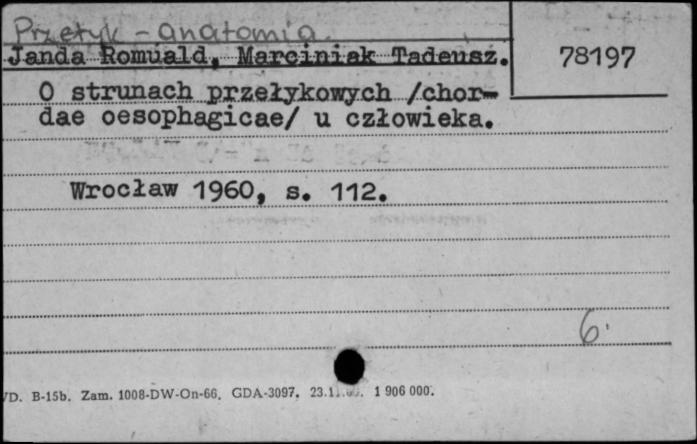 Przełyk - anatomia.
Janda Romuald, Marciniak Tadeusz.
78197
O strunach przełykowych /chor-
dae oesophagicae/ u człowieka.
Wrocław 1960, s. 112.
6.
/D. B-15b. Zam. 1008-DW-On-66. GDA-3097. 1 906 000.